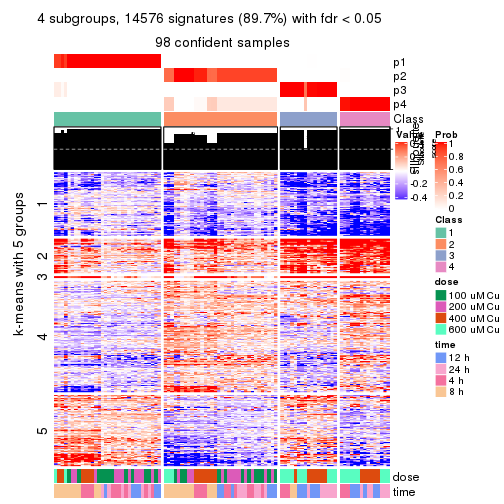 4 subgroups, 14576 signatures (89.7%) with fdr < 0.05
98 confident samples
p1
p2
p3
p4
Class
k-means with 5 groups
1
2
3
4
5
dose
time
Value
0.4
-0.2
-0.4
Prob
1
0.8
0.6
0.4
0.2
0
Class
1
2
3
4
dose
100 uM Cu
200 uM Cu
400 uM Cu
600 uM Cu
time
12 h
24 h
4 h
8 h